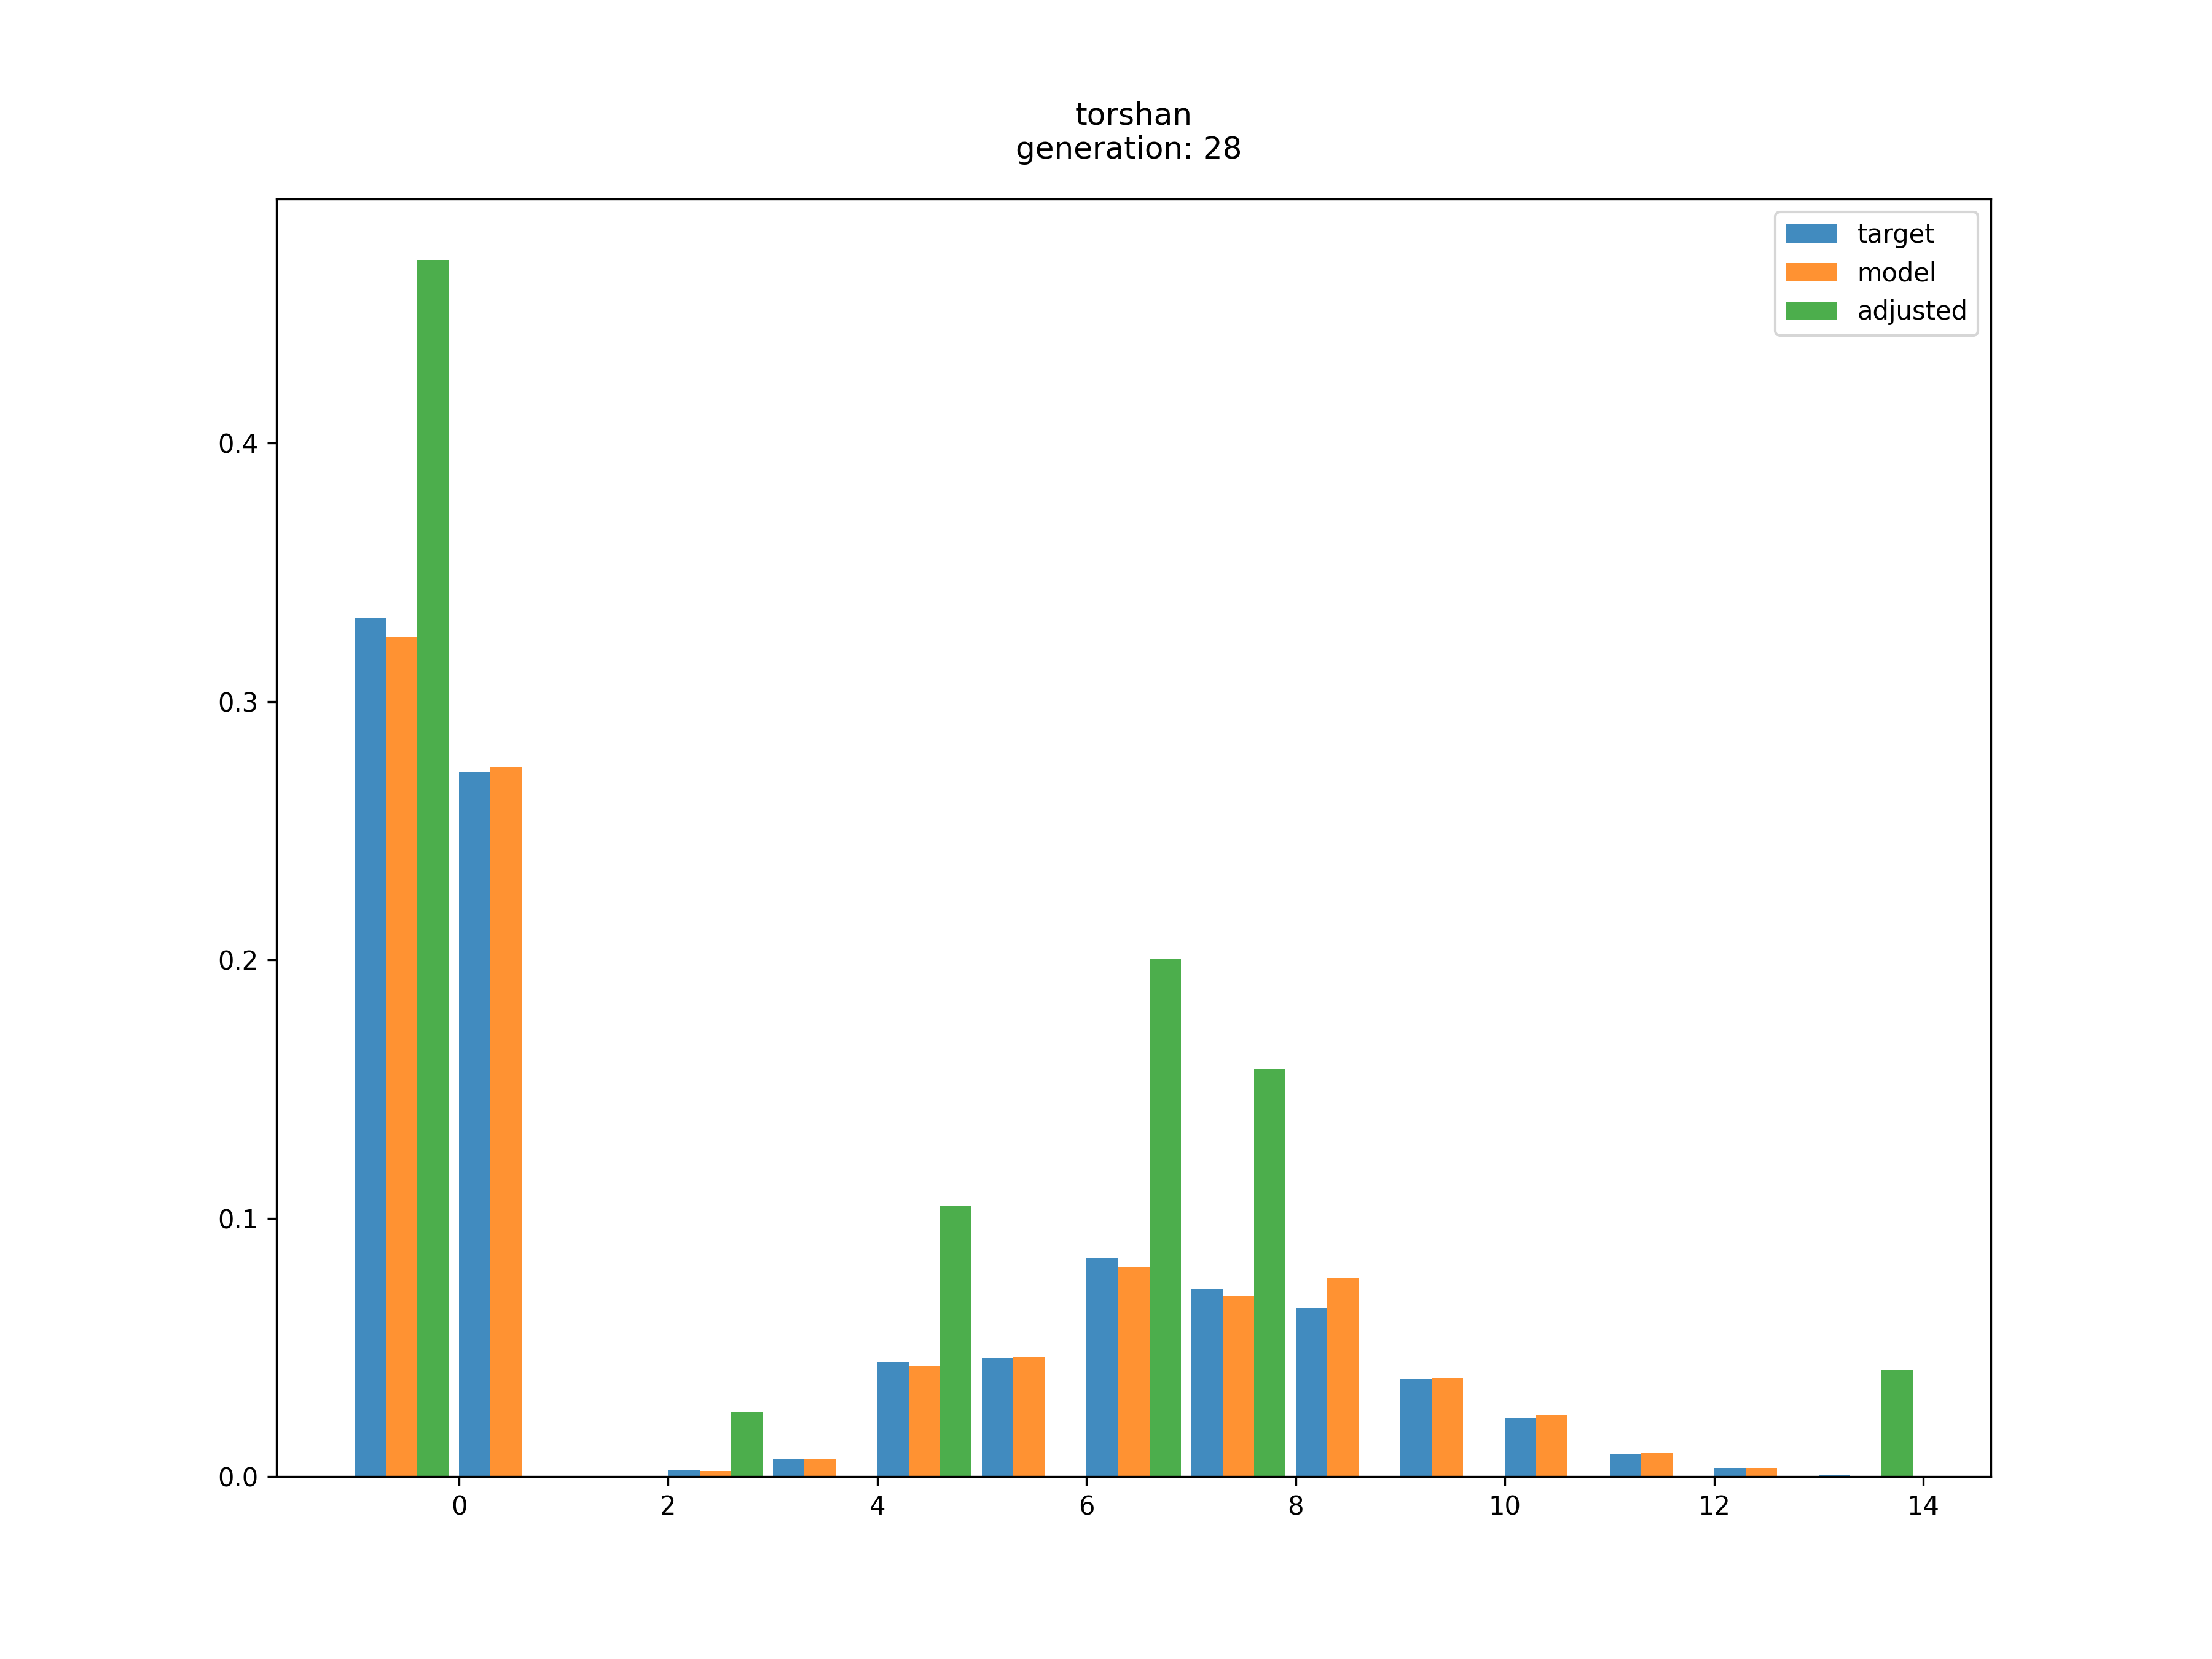 torshan
generation: 28
target
model
adjusted
0.4
0.3
0.2
0.1
0.0
0 2 4 6 8 10 12 14